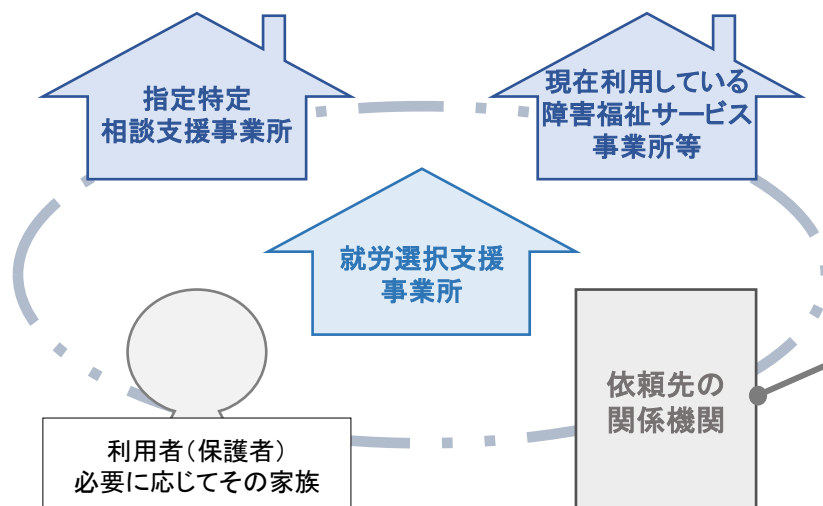 指定特定
相談支援事業所
現在利用している
障害福祉サービス
事業所等
就労選択支援
事業所
依頼先の
関係機関
利用者（保護者）
必要に応じてその家族